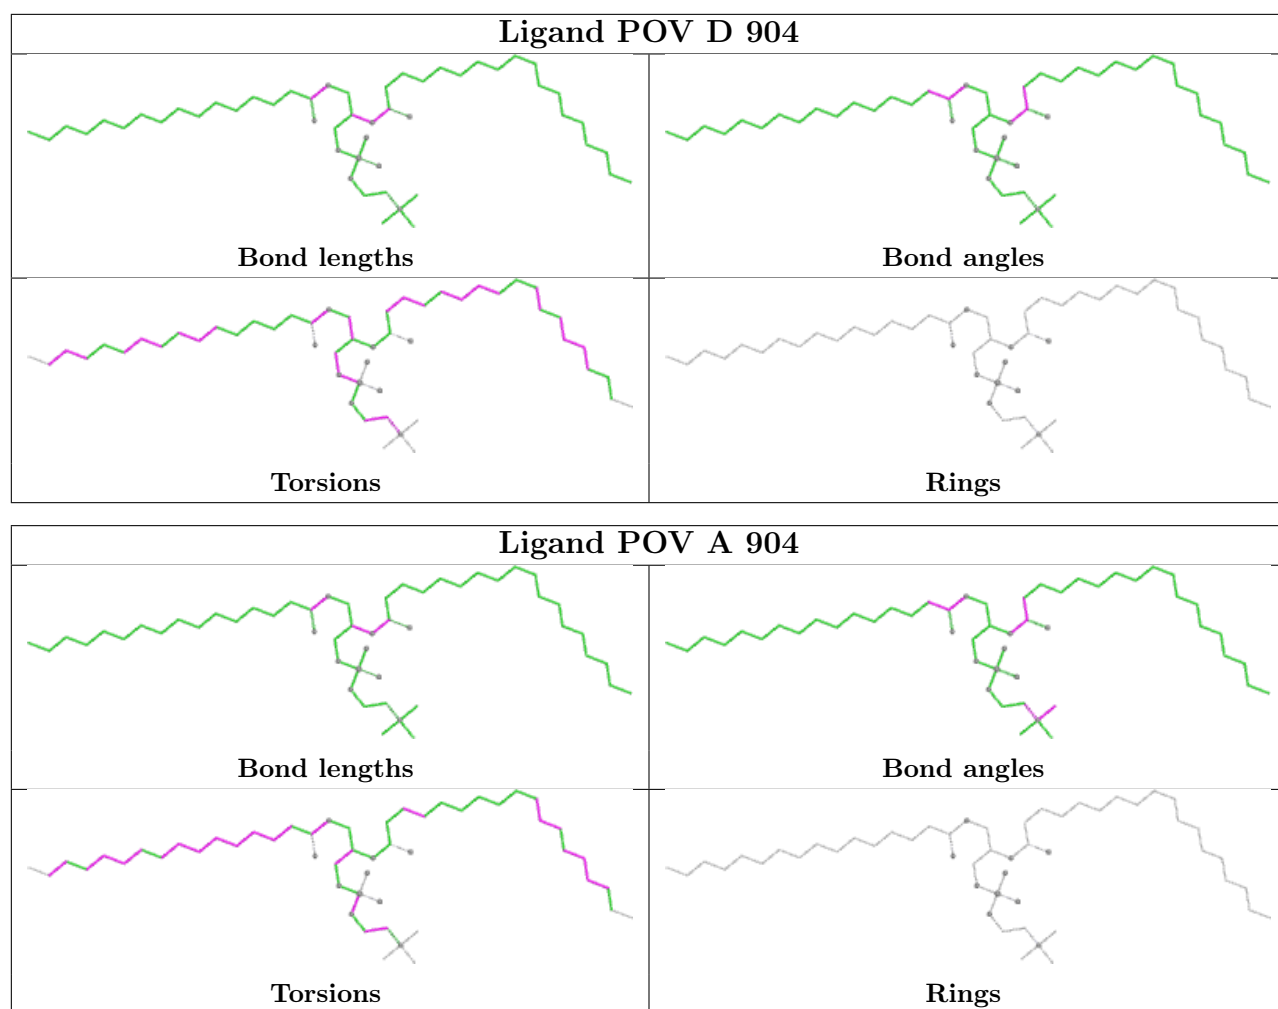 Ligand POV D 904
Bond lengths
Bond angles
Torsions
Rings
Ligand POV A 904
Bond lengths
Bond angles
Torsions
Rings